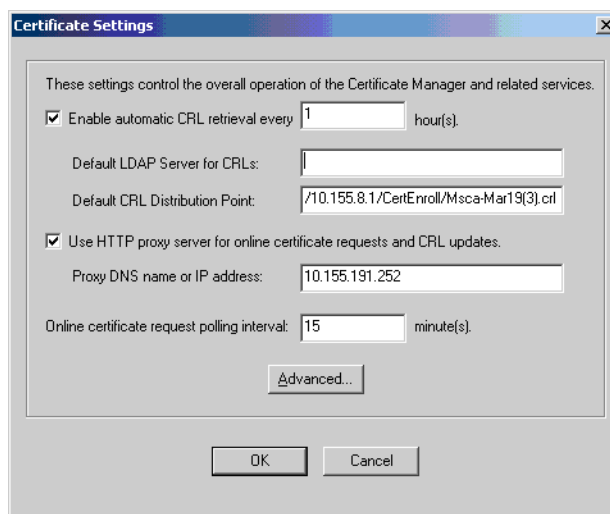 Certificate Settings
These settings control the overall operation of the Certificate Manager and related services.
Enable automatic CRL retrieval every 1 hour(s).
Default LDAP Server for CRLs:
Default CRL Distribution Point: /10.155.8.1/CertEnroll/Msca-Mar19(3).crl
Use HTTP proxy server for online certificate requests and CRL updates.
Proxy DNS name or IP address: 10.155.191.252
Online certificate request polling interval: 15 minute(s).
Advanced...
OK Cancel